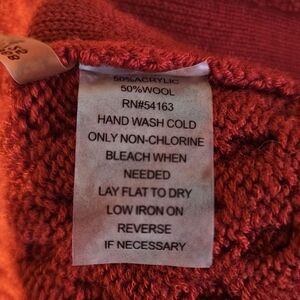 50%ACRYLIC
50%WOOL
RN#54163
HAND WASH COLD
ONLY NON-CHLORINE
BLEACH WHEN
NEEDED
LAY FLAT TO DRY
LOW IRON ON
REVERSE
IF NECESSARY